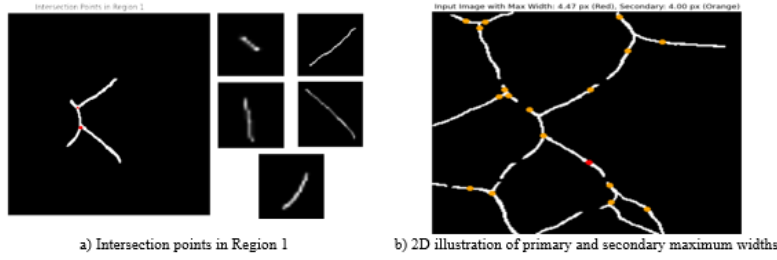 Intersection Points in Region 1
Input Image with Max Width: 4.47 px (Red), Secondary: 4.00 px (Orange)
a) Intersection points in Region 1
b) 2D illustration of primary and secondary maximum widths